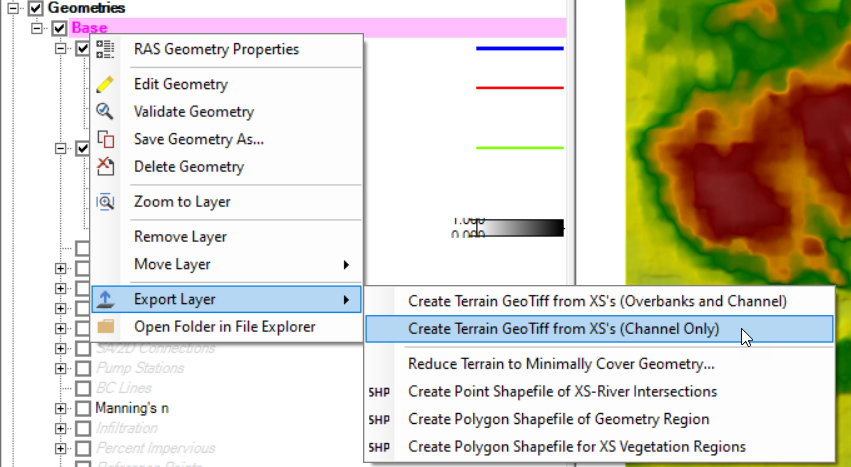 Geometries
Base
RAS Geometry Properties
Edit Geometry
Validate Geometry
Save Geometry As...
Delete Geometry
Zoom to Layer
1.000
0.000
Remove Layer
Move Layer
Export Layer
Open Folder in File Explorer
Create Terrain GeoTiff from XS's (Overbanks and Channel)
Create Terrain GeoTiff from XS's (Channel Only)
Reduce Terrain to Minimally Cover Geometry...
SHP Create Point Shapefile of XS-River Intersections
SHP Create Polygon Shapefile of Geometry Region
SHP Create Polygon Shapefile for XS Vegetation Regions
SA/2D Connections
Pump Stations
BC Lines
Manning's n
Infiltration
Percent Impervious
Reference Points